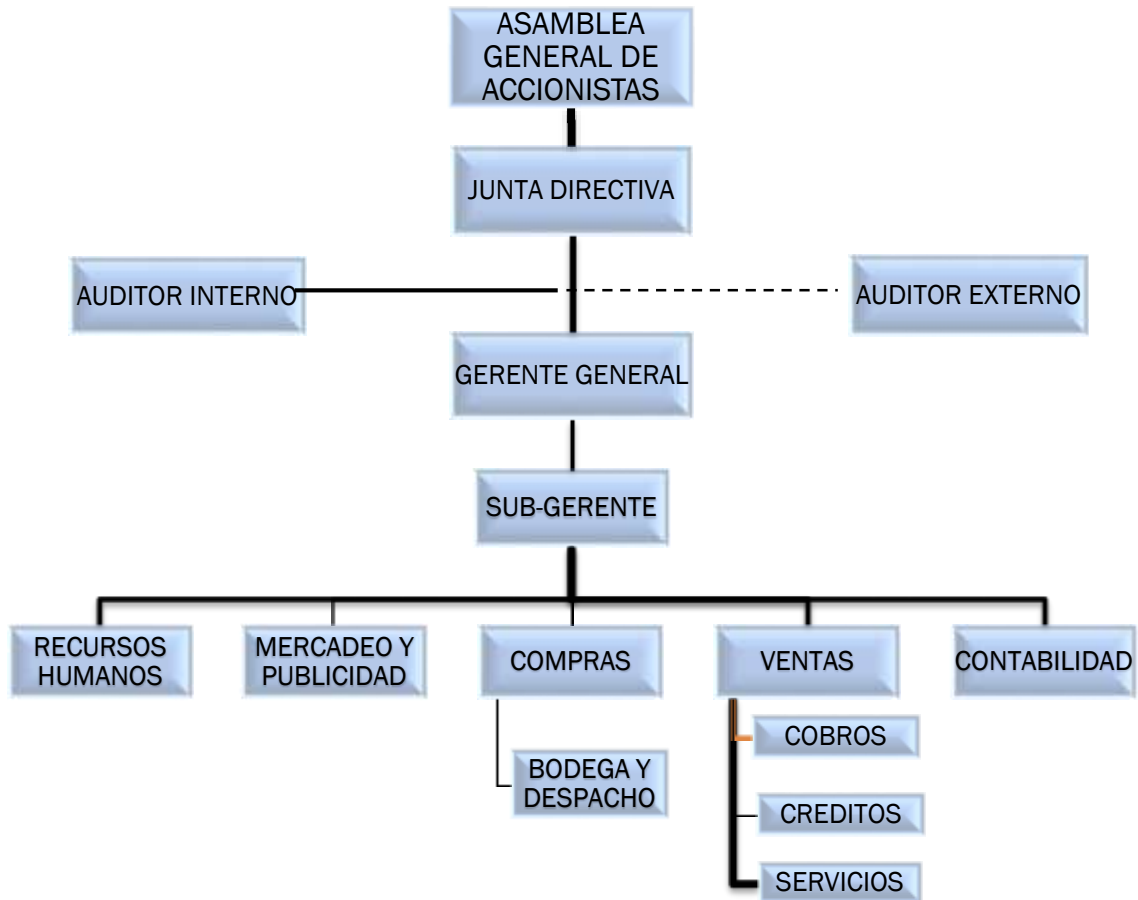 ASAMBLEA
GENERAL DE
ACCIONISTAS
JUNTA DIRECTIVA
AUDITOR INTERNO
AUDITOR EXTERNO
GERENTE GENERAL
SUB-GERENTE
RECURSOS
HUMANOS
MERCADEO Y
PUBLICIDAD
COMPRAS
VENTAS
CONTABILIDAD
BODEGA Y
DESPACHO
COBROS
CREDITOS
SERVICIOS